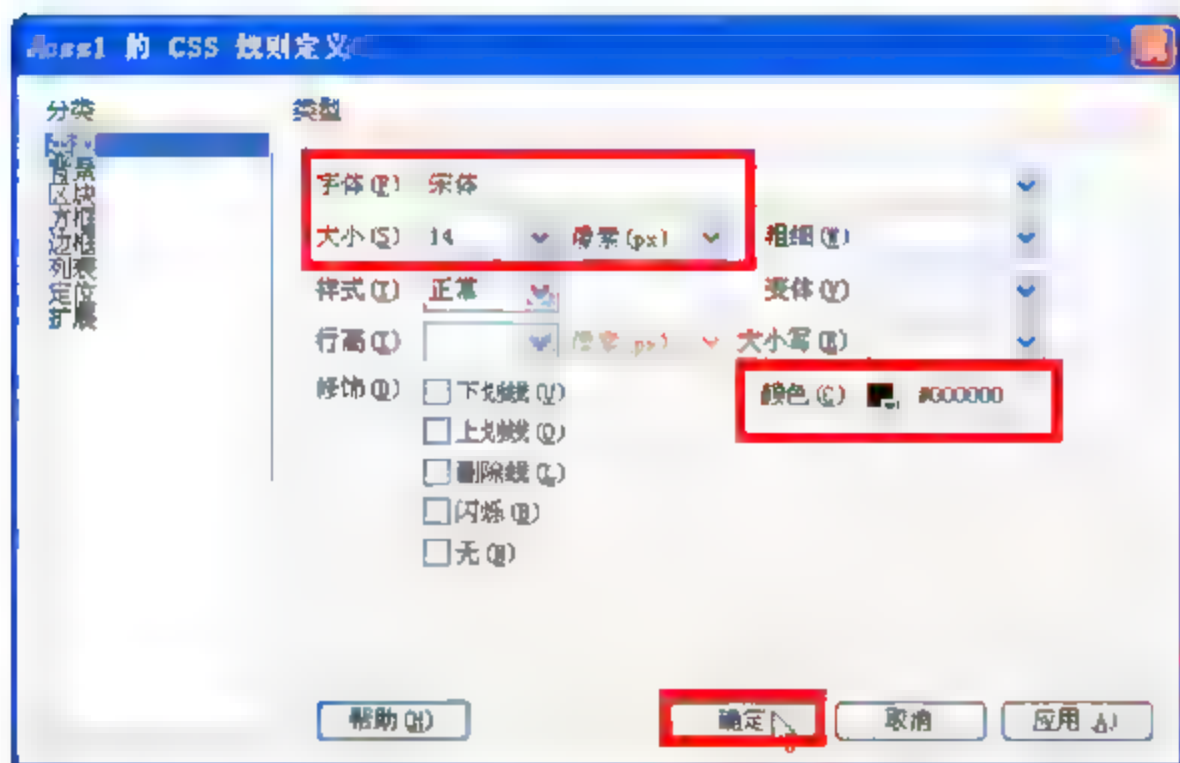 css1 的 CSS 规则定义
分类
背景
区块
方框
边框
列表
定位
扩展
类型
字体(F) 宋体
大小(S) 14 像素(px) 粗细(W)
样式(T) 正常 变体(V)
行高(I) 像素(px) 大小写(R)
修饰(D) 下划线(U) 颜色(C) #000000
上划线(O)
删除线(L)
闪烁(B)
无(N)
帮助(H) 确定 取消 应用(A)